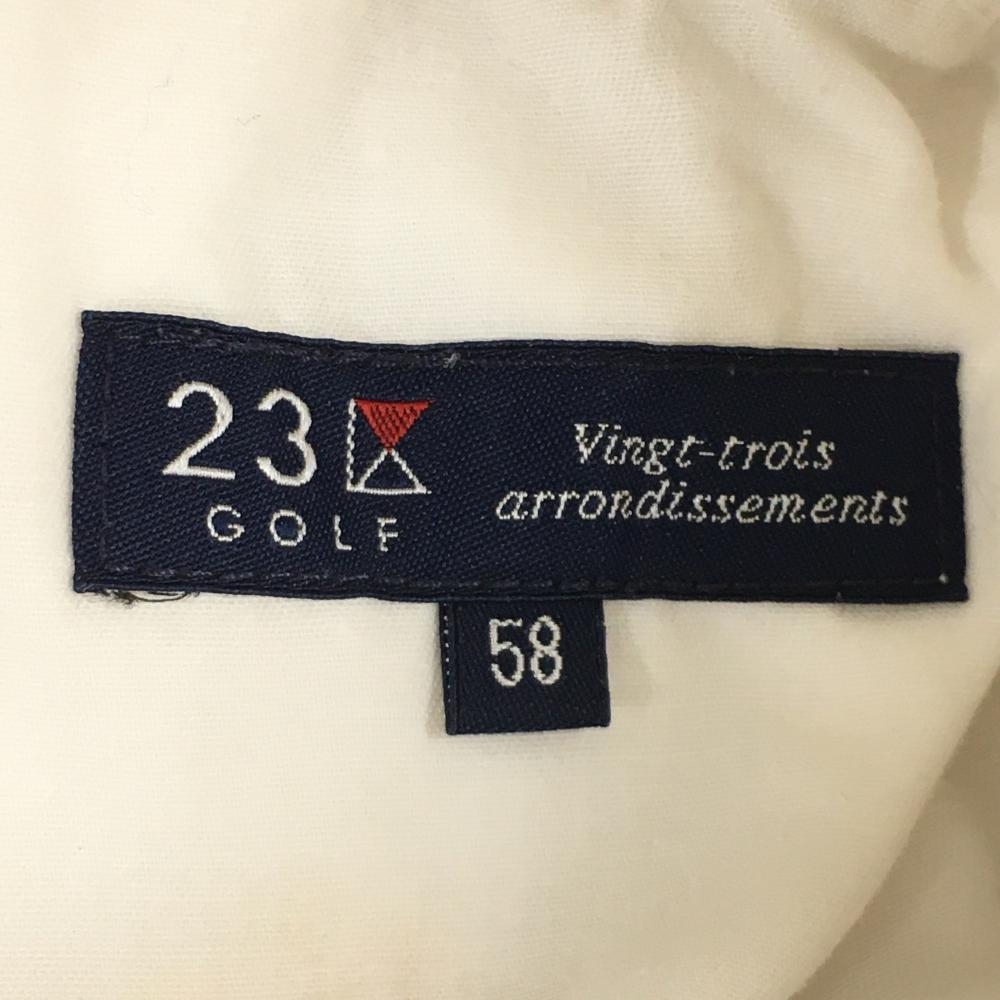 23
GOLF
Vingt-trois
arrondissements
58